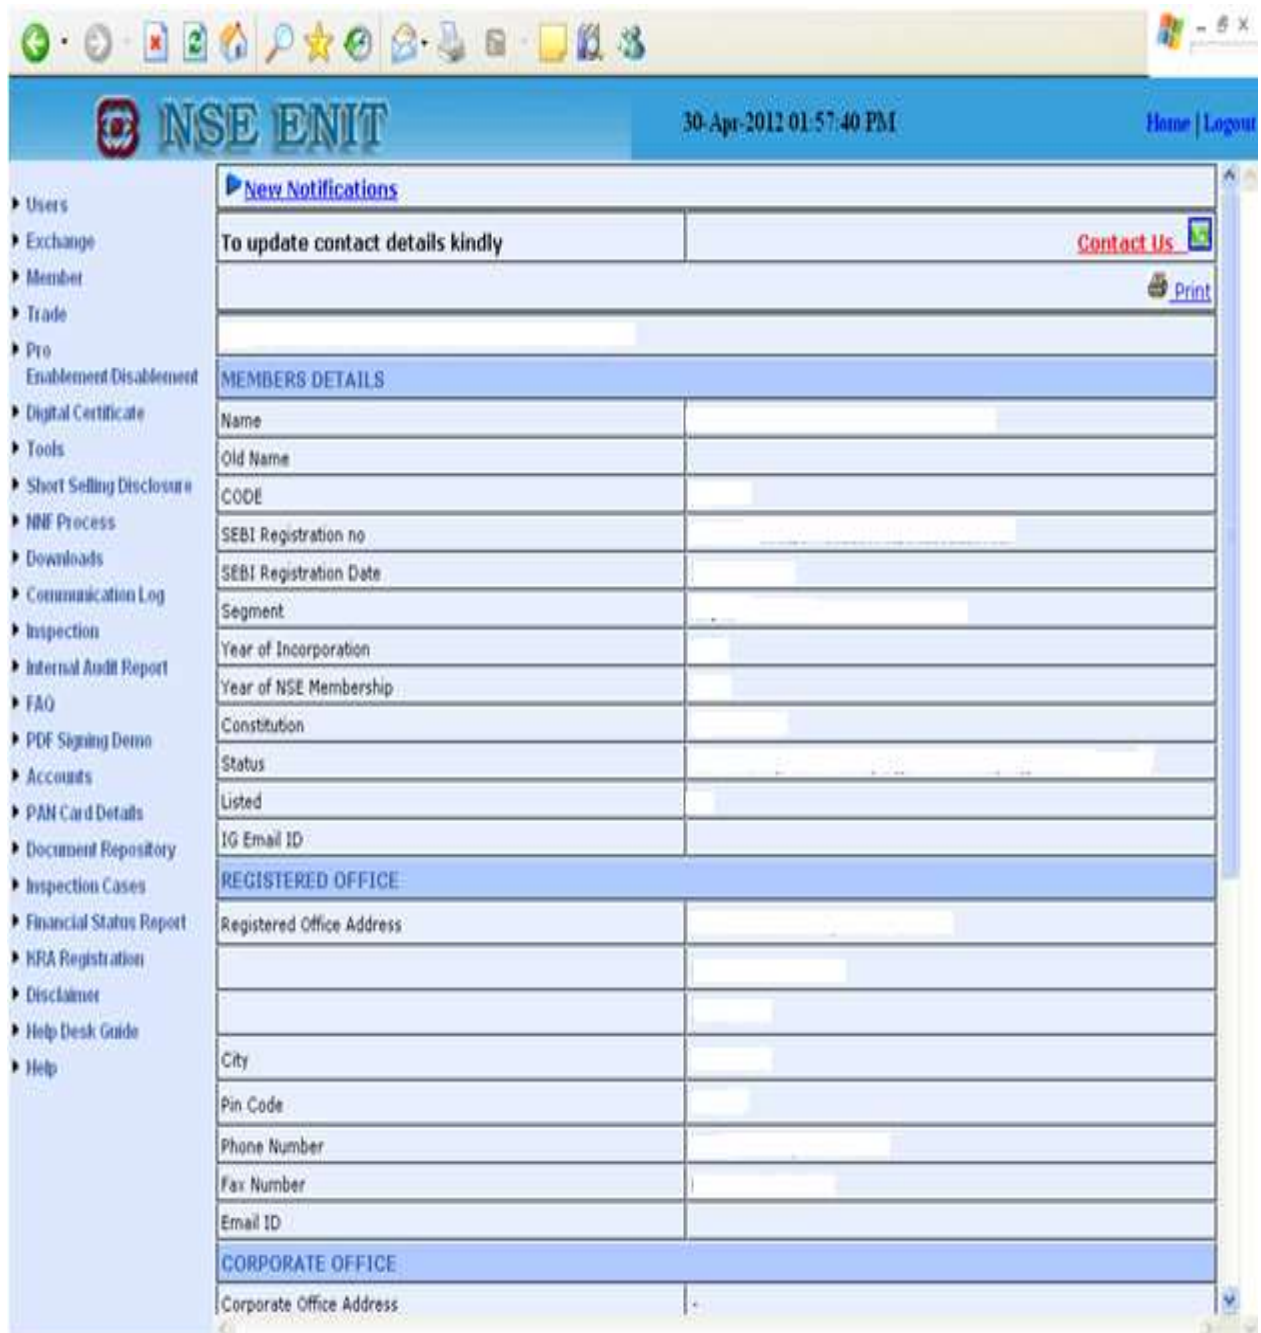 NSE ENIT
30-Apr-2012 01:57:40 PM
Home | Logout
Users
Exchange
Member
Trade
Pro
Enablement/Disablement
Digital Certificate
Tools
Short Selling Disclosure
NNF Process
Downloads
Communication Log
Inspection
Internal Audit Report
FAQ
PDF Signing Demo
Accounts
PAN Card Details
Document Repository
Inspection Cases
Financial Status Report
KRA Registration
Disclaimer
Help Desk Guide
Help
New Notifications
To update contact details kindly
Contact Us
Print
MEMBERS DETAILS
Name
Old Name
CODE
SEBI Registration no
SEBI Registration Date
Segment
Year of Incorporation
Year of NSE Membership
Constitution
Status
Listed
IG Email ID
REGISTERED OFFICE
Registered Office Address
City
Pin Code
Phone Number
Fax Number
Email ID
CORPORATE OFFICE
Corporate Office Address -